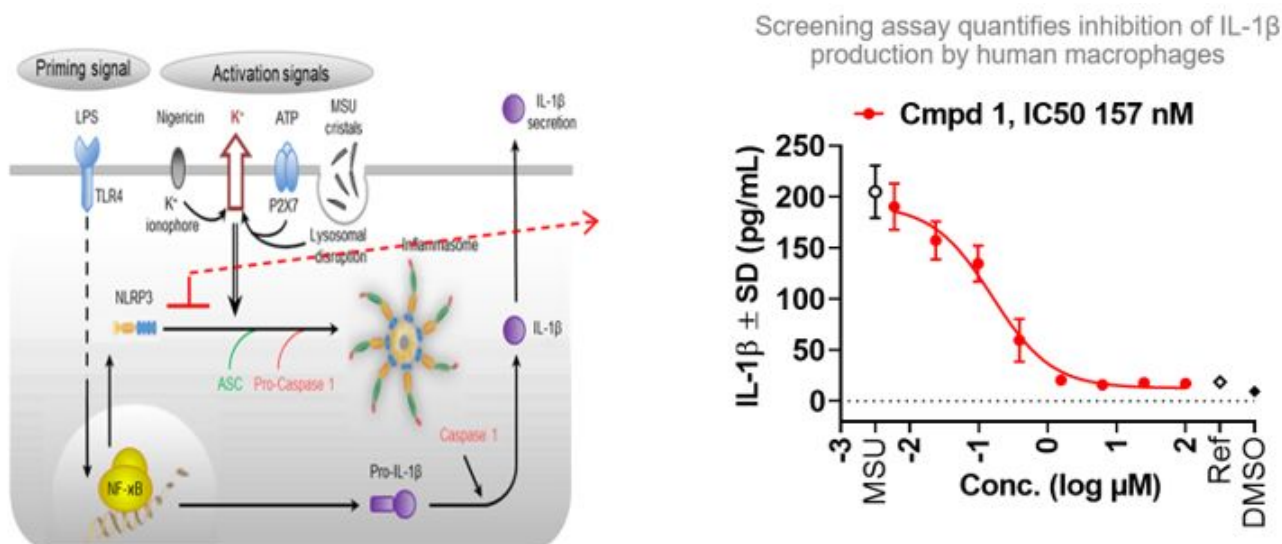 Priming signal
Activation signals
LPS
Nigericin
K⁺
ATP
MSU
cristals
IL-1β
secretion
TLR4
K⁺
ionophore
P2X7
Lysosomal
disruption
Inflammasome
NLRP3
IL-1β
ASC
Pro-Caspase 1
Caspase 1
NF-κB
Pro-IL-1β
Screening assay quantifies inhibition of IL-1β
production by human macrophages
Cmpd 1, IC50 157 nM
IL-1β ± SD (pg/mL)
250
200
150
100
50
0
-3
-2
-1
0
1
2
MSU
Ref
DMSO
Conc. (log µM)